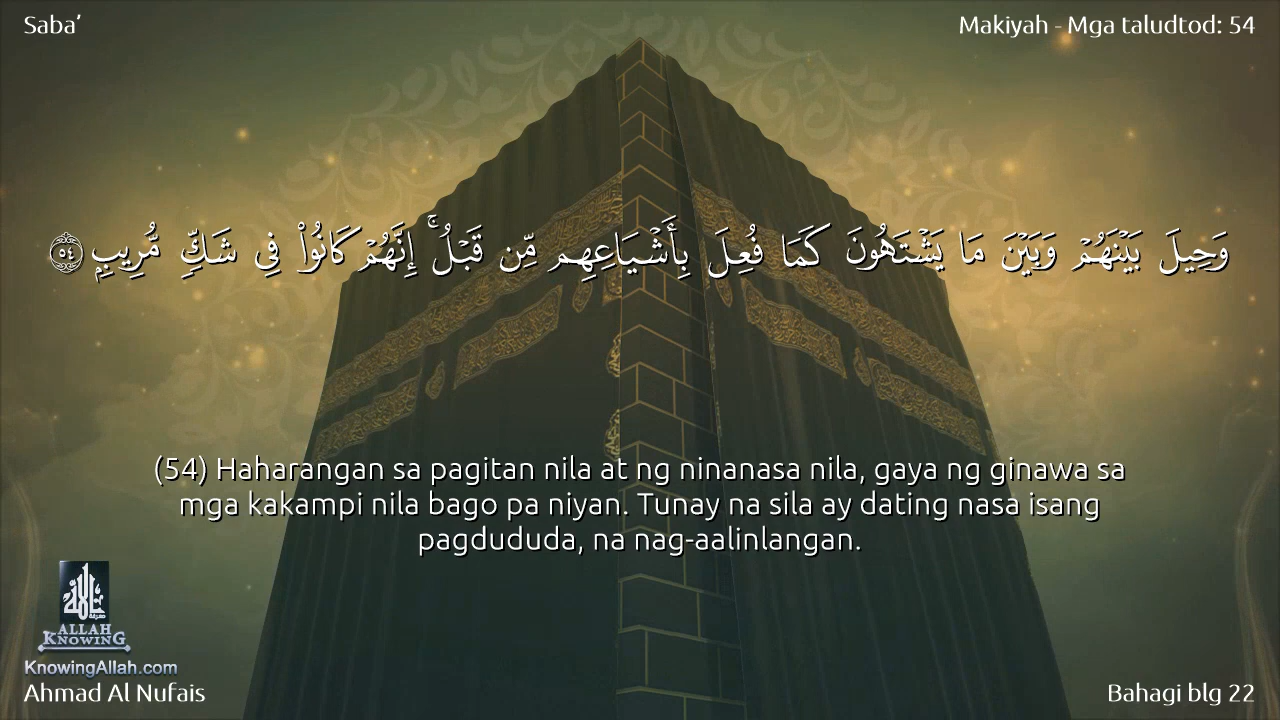 Saba’
Makiyah - Mga taludtod: 54
وَحِيلَ بَيْنَهُمْ وَبَيْنَ مَا يَشْتَهُونَ كَمَا فُعِلَ بِأَشْيَاعِهِم مِّن قَبْلُ ۚ إِنَّهُمْ كَانُوا۟ فِى شَكٍّ مُّرِيبٍۭ ٥٤
(54) Haharangan sa pagitan nila at ng ninanasa nila, gaya ng ginawa sa
mga kakampi nila bago pa niyan. Tunay na sila ay dating nasa isang
pagdududa, na nag-aalinlangan.
ALLAH
KNOWING
KnowingAllah.com
Ahmad Al Nufais
Bahagi blg 22